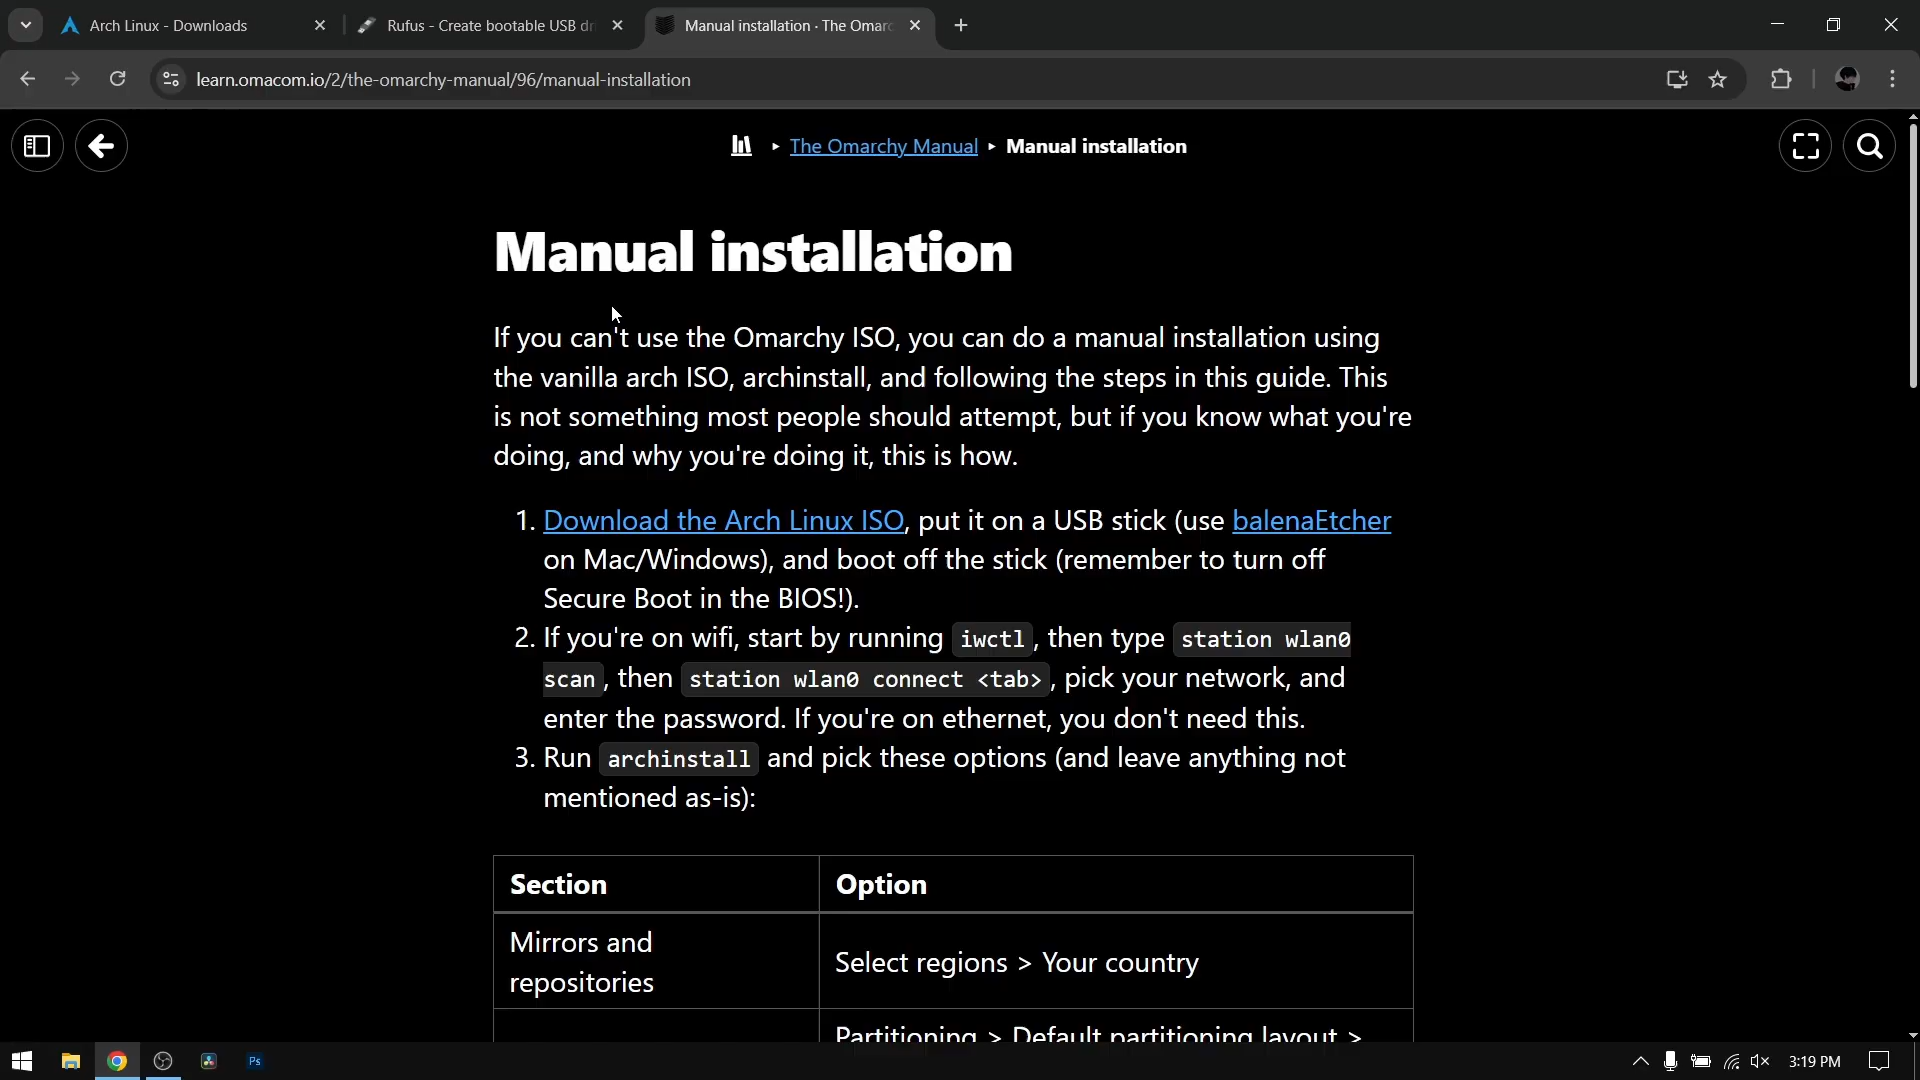 Arch Linux - Downloads
Rufus - Create bootable USB dr
Manual installation · The Omarc
learn.omacom.io/2/the-omarchy-manual/96/manual-installation
The Omarchy Manual ▸ Manual installation
Manual installation
If you can't use the Omarchy ISO, you can do a manual installation using
the vanilla arch ISO, archinstall, and following the steps in this guide. This
is not something most people should attempt, but if you know what you're
doing, and why you're doing it, this is how.
1. Download the Arch Linux ISO, put it on a USB stick (use balenaEtcher
on Mac/Windows), and boot off the stick (remember to turn off
Secure Boot in the BIOS!).
2. If you're on wifi, start by running iwctl, then type station wlan0
scan, then station wlan0 connect <tab>, pick your network, and
enter the password. If you're on ethernet, you don't need this.
3. Run archinstall and pick these options (and leave anything not
mentioned as-is):
Section
Option
Mirrors and
repositories
Select regions > Your country
Partitioning > Default partitioning layout >
Ps
3:19 PM